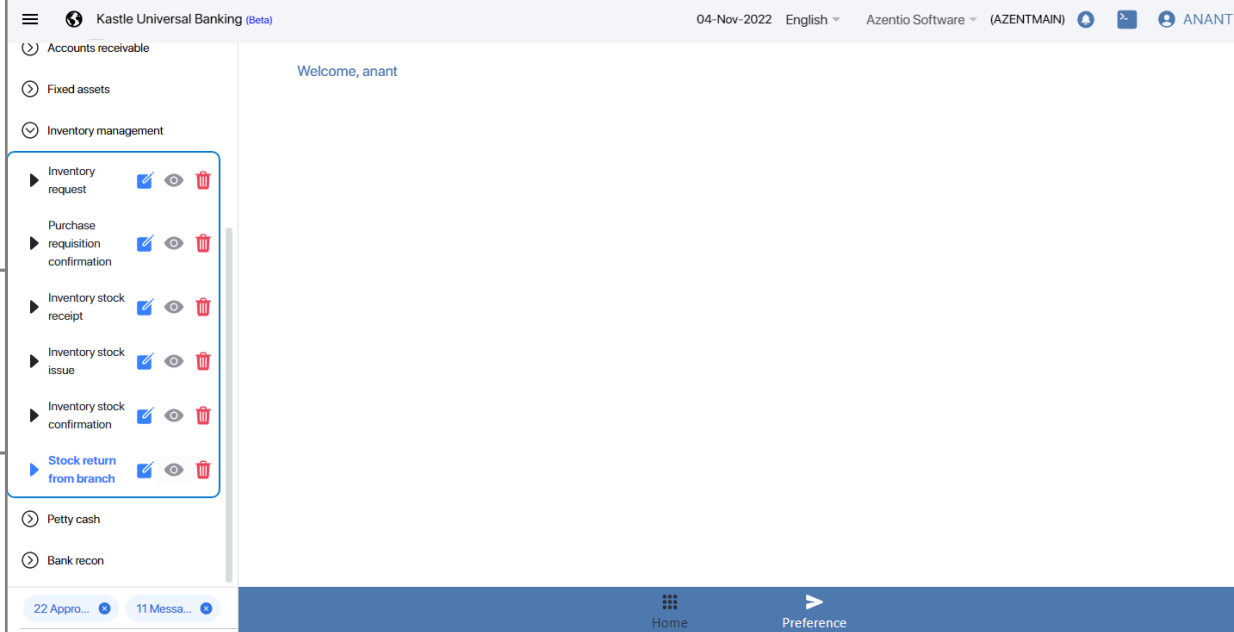 Kastle Universal Banking (Beta)
04-Nov-2022 English Azentio Software (AZENTMAIN) ANANT
Accounts receivable
Welcome, anant
Fixed assets
Inventory management
Inventory
request
Purchase
requisition
confirmation
Inventory stock
receipt
Inventory stock
issue
Inventory stock
confirmation
Stock return
from branch
Petty cash
Bank recon
22 Appro...
11 Messa...
Home
Preference